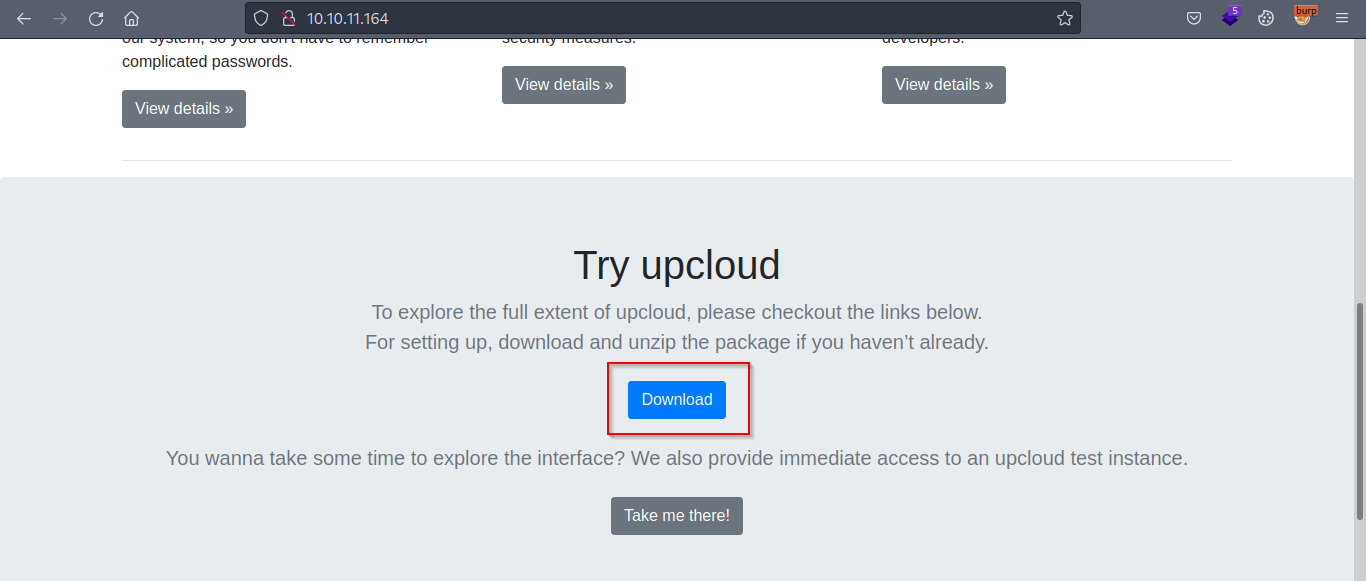 10.10.11.164
5
burp
our system, so you don't have to remember
complicated passwords.
security measures.
developers.
View details »
View details »
View details »
Try upcloud
To explore the full extent of upcloud, please checkout the links below.
For setting up, download and unzip the package if you haven’t already.
Download
You wanna take some time to explore the interface? We also provide immediate access to an upcloud test instance.
Take me there!